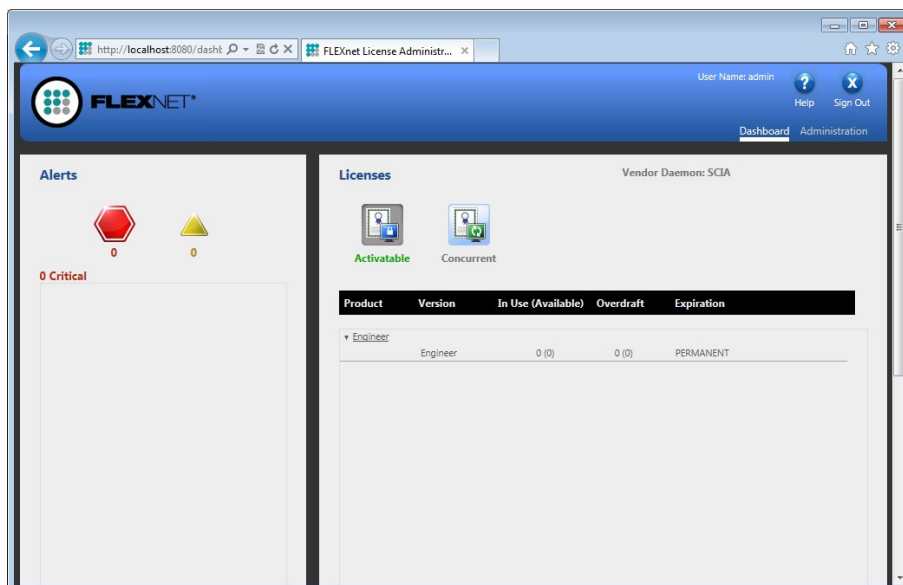 http://localhost:8080/dasht
FLEXnet License Administr...
User Name: admin
FLEXNET
Help
Sign Out
Dashboard
Administration
Alerts
0
0
0 Critical
Licenses
Vendor Daemon: SCIA
Activatable
Concurrent
Product Version In Use (Available) Overdraft Expiration
Engineer
Engineer 0 (0) 0 (0) PERMANENT